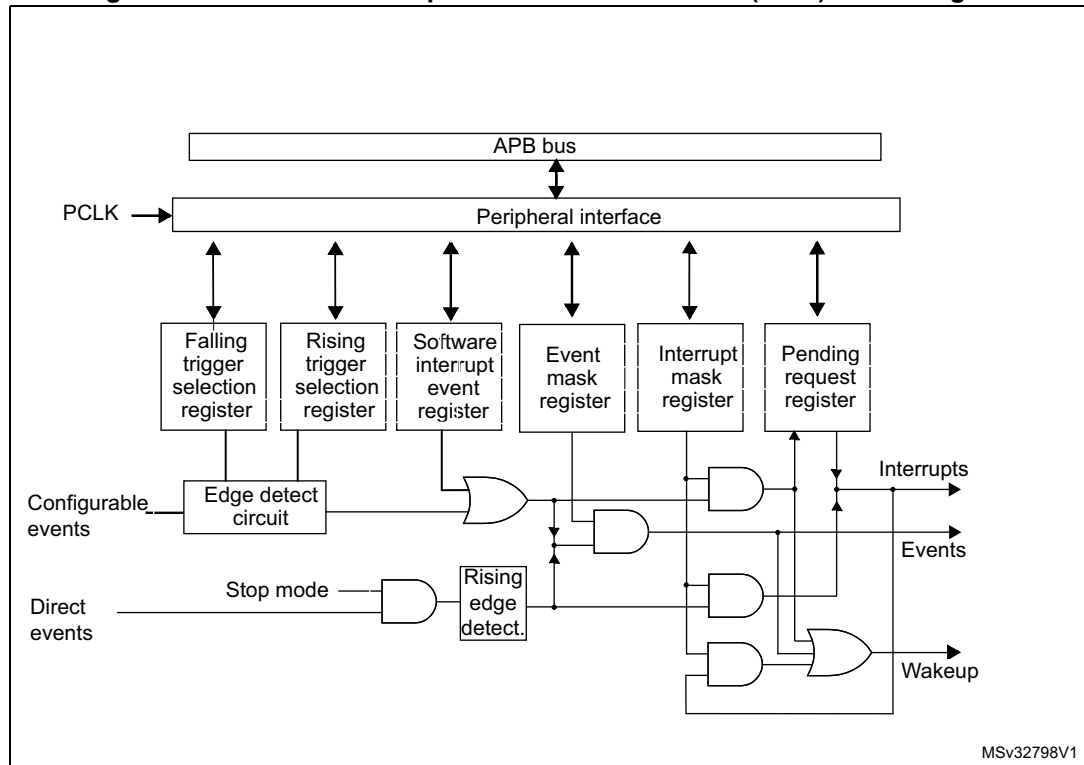 APB bus
PCLK
Peripheral interface
Falling
trigger
selection
register
Rising
trigger
selection
register
Software
interrupt
event
register
Event
mask
register
Interrupt
mask
register
Pending
request
register
Interrupts
Configurable
events
Edge detect
circuit
Events
Stop mode
Rising
edge
detect.
Direct
events
Wakeup
MSv32798V1